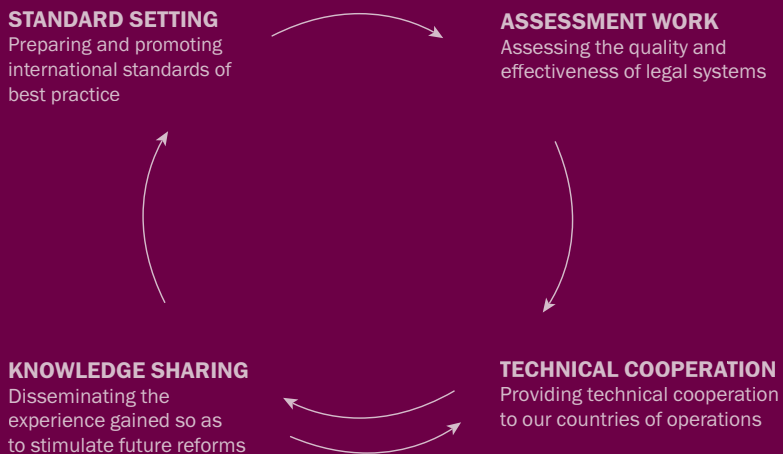 STANDARD SETTING
Preparing and promoting
international standards of
best practice
ASSESSMENT WORK
Assessing the quality and
effectiveness of legal systems
KNOWLEDGE SHARING
Disseminating the
experience gained so as
to stimulate future reforms
TECHNICAL COOPERATION
Providing technical cooperation
to our countries of operations